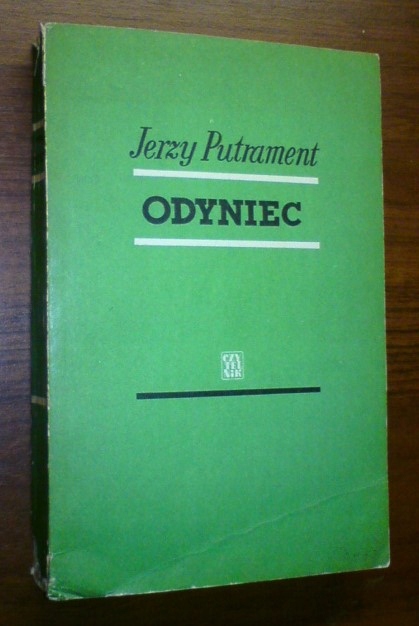 Jerzy Putrament
ODYNIEC
CZY
TEL
NIK